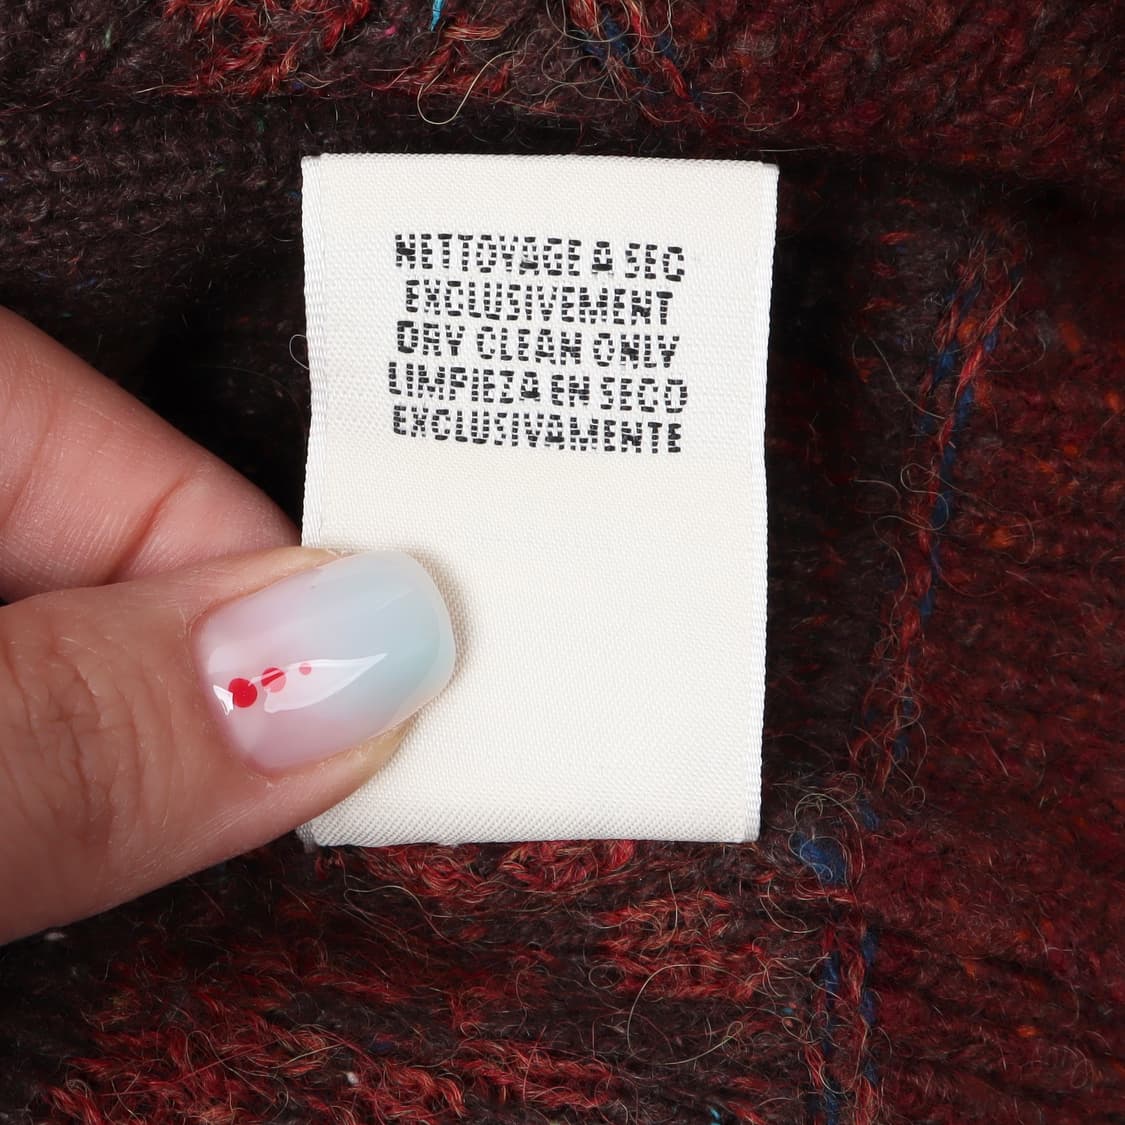 NETTOYAGE A SEC
EXCLUSIVEMENT
DRY CLEAN ONLY
LIMPIEZA EN SECO
EXCLUSIVAMENTE